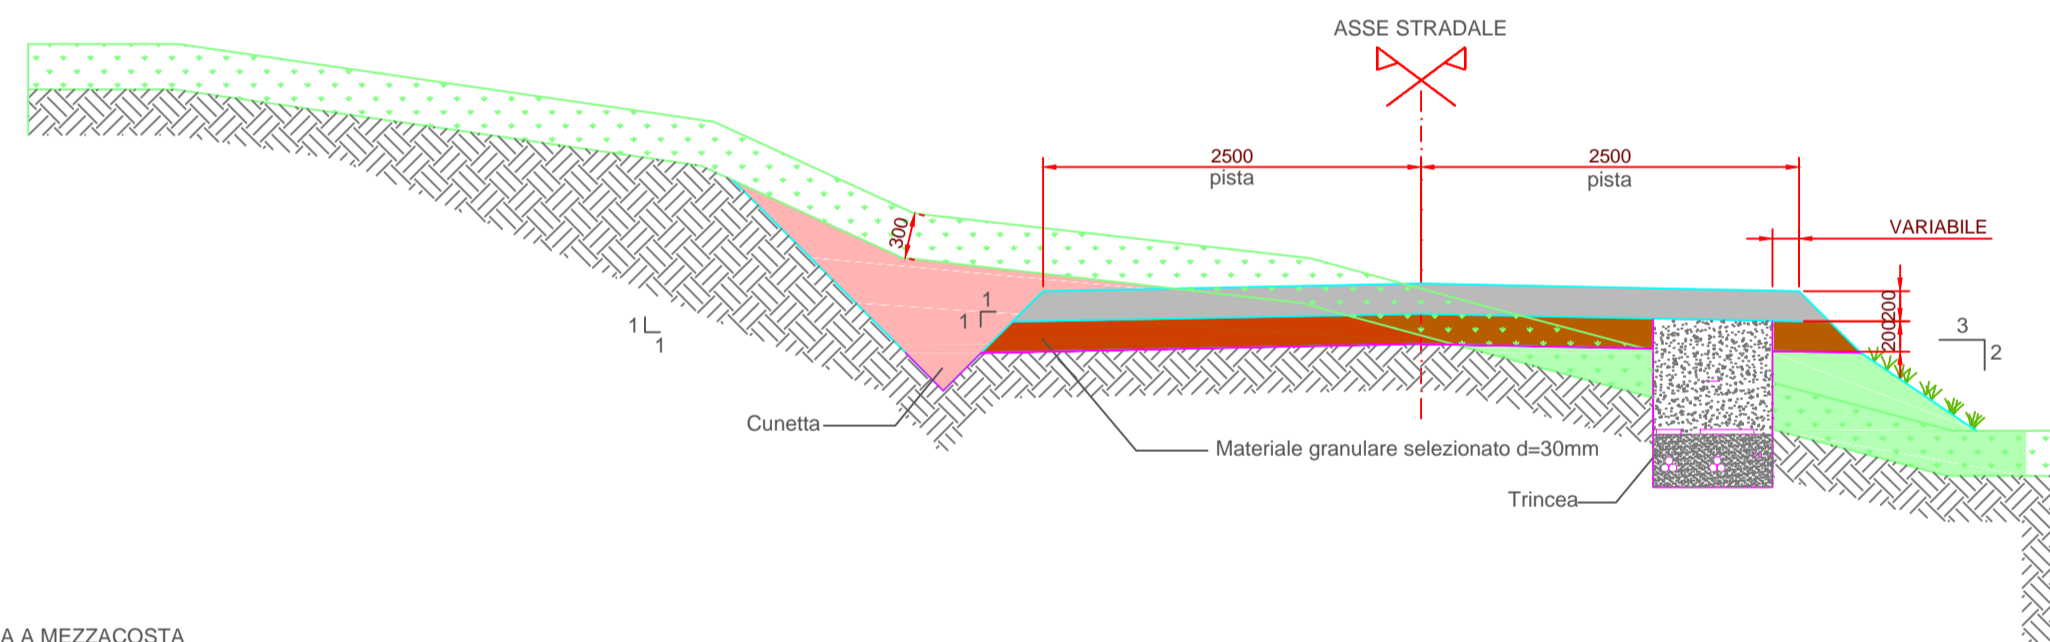 ASSE STRADALE
2500
pista
2500
pista
VARIABILE
300
200
200
1
1
1
1
3
2
Cunetta
Materiale granulare selezionato d=30mm
Trincea
A A MEZZACOSTA